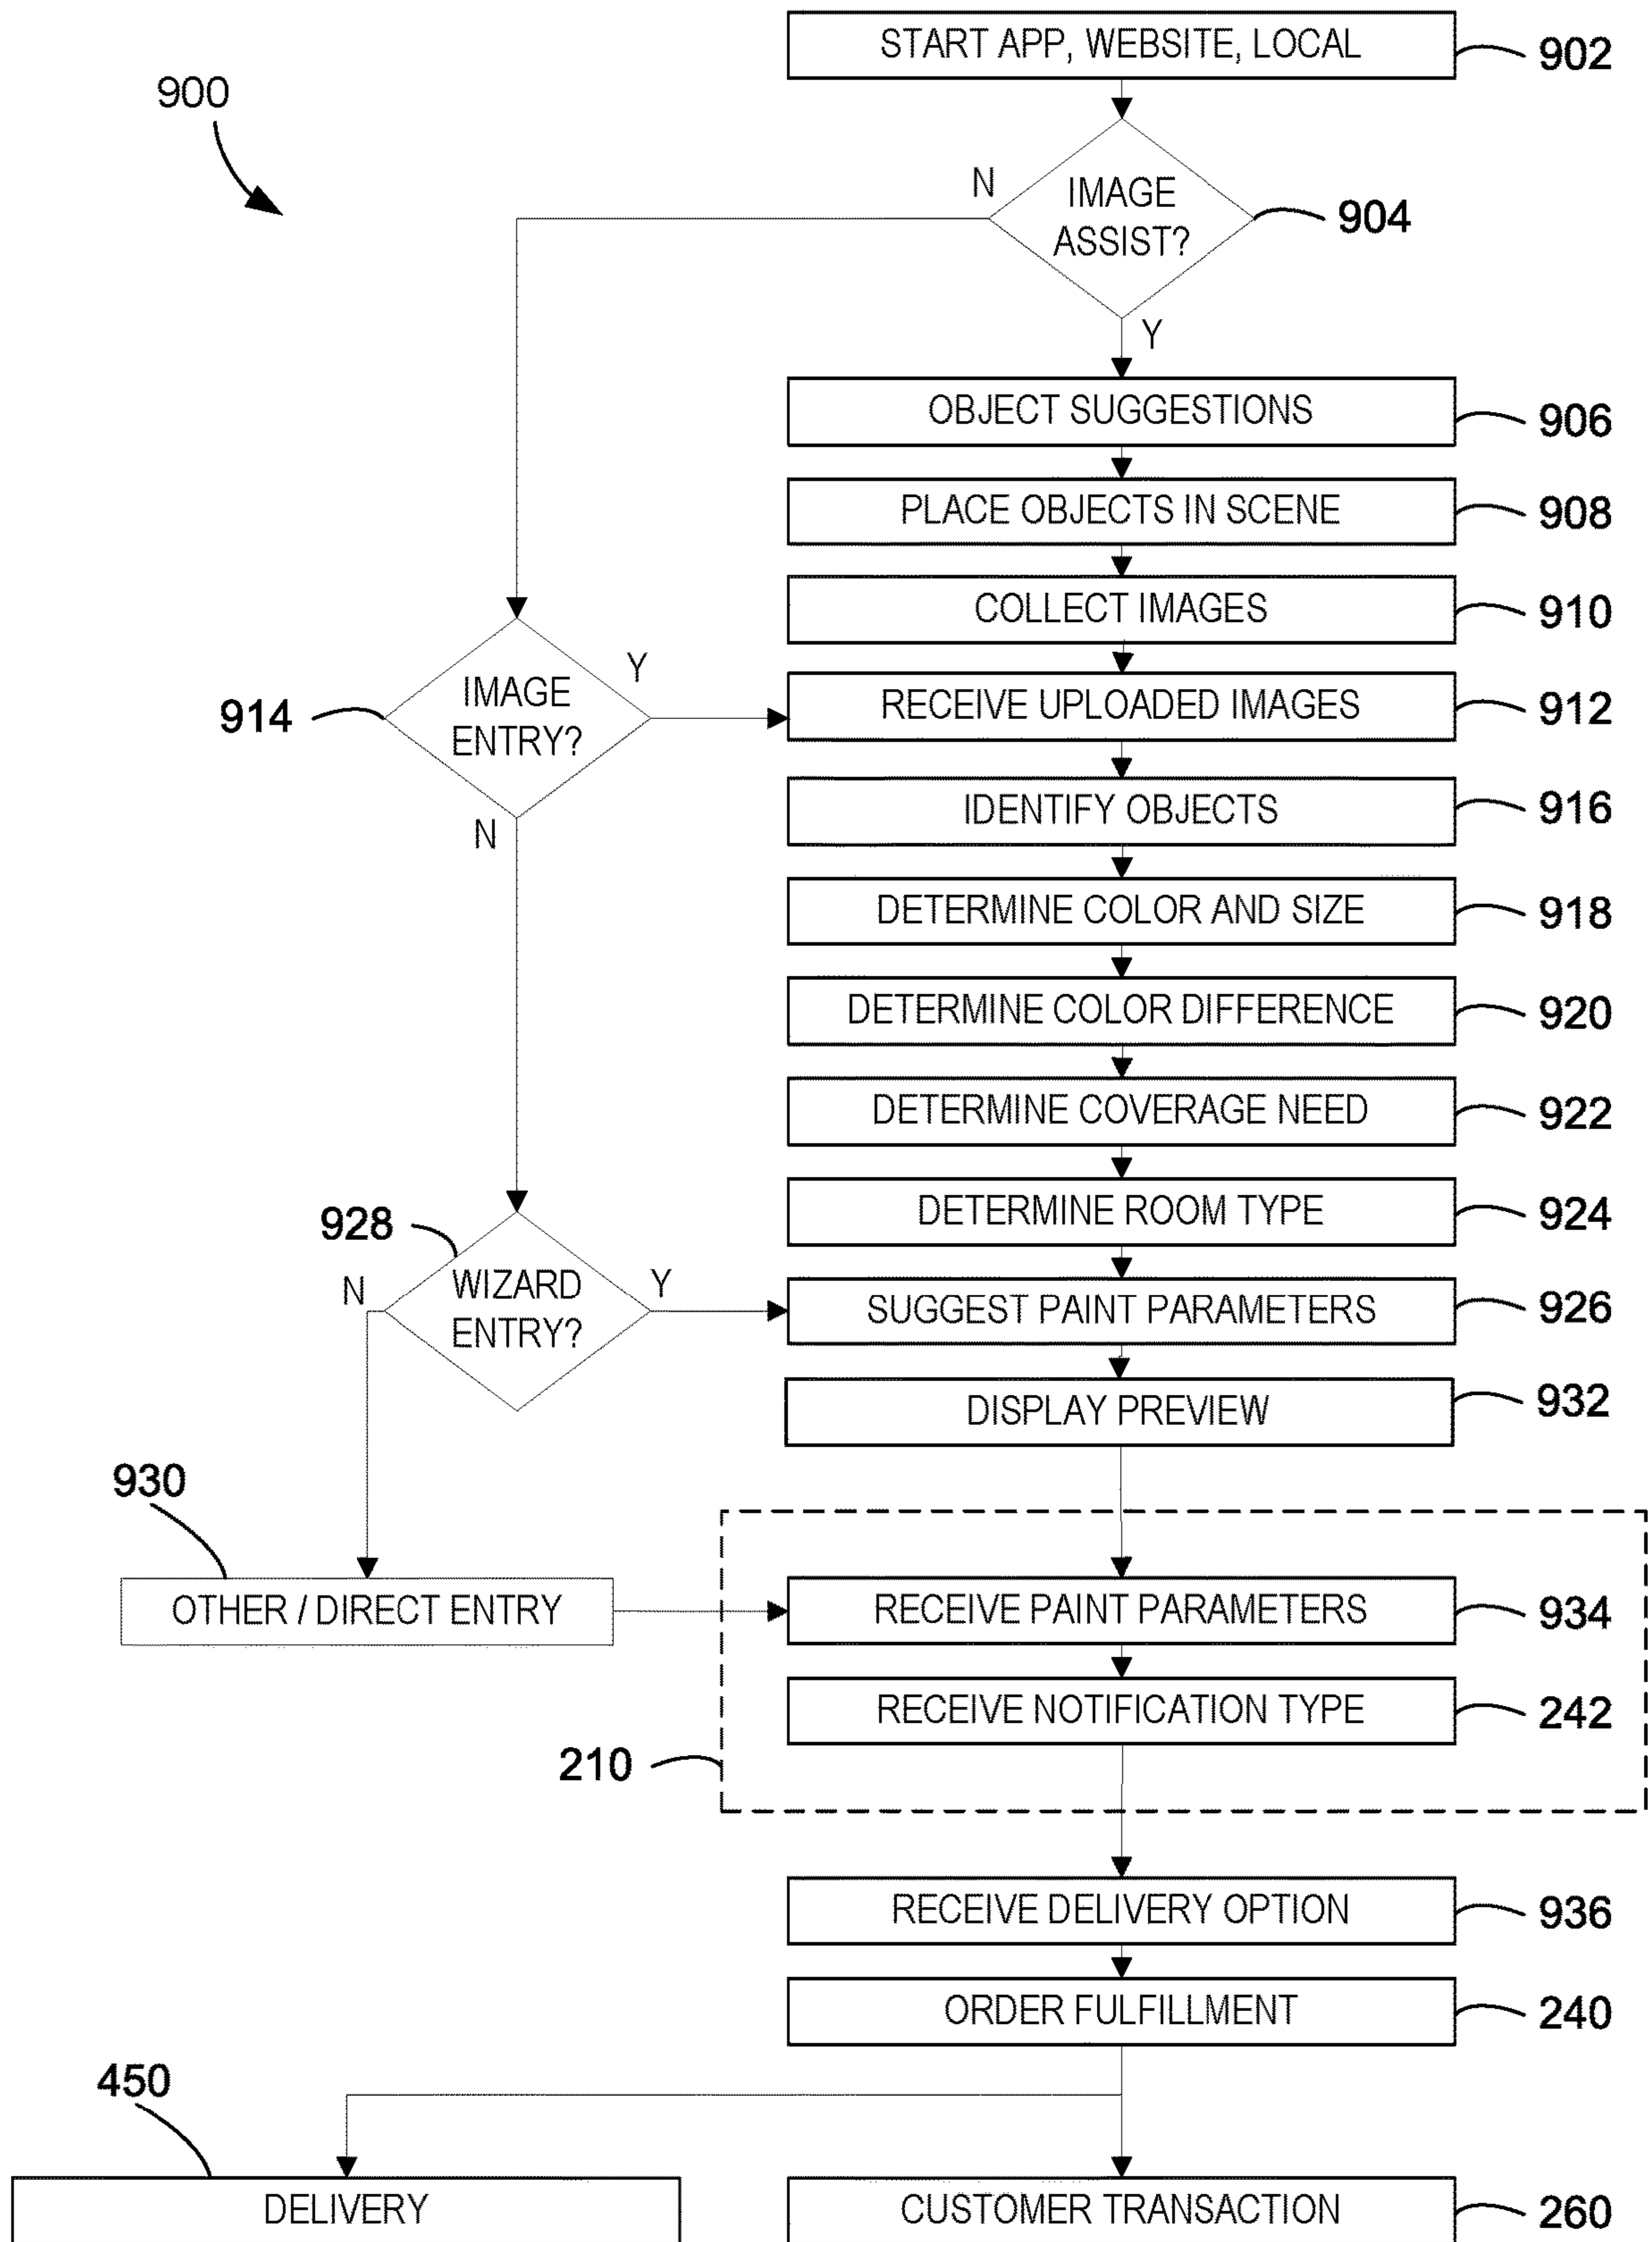 START APP, WEBSITE, LOCAL
902
900
N
IMAGE
ASSIST?
904
Y
OBJECT SUGGESTIONS
906
PLACE OBJECTS IN SCENE
908
COLLECT IMAGES
910
914
IMAGE
ENTRY?
Y
N
RECEIVE UPLOADED IMAGES
912
IDENTIFY OBJECTS
916
DETERMINE COLOR AND SIZE
918
DETERMINE COLOR DIFFERENCE
920
DETERMINE COVERAGE NEED
922
DETERMINE ROOM TYPE
924
928
N
WIZARD
ENTRY?
Y
SUGGEST PAINT PARAMETERS
926
DISPLAY PREVIEW
932
930
OTHER / DIRECT ENTRY
RECEIVE PAINT PARAMETERS
934
RECEIVE NOTIFICATION TYPE
242
210
RECEIVE DELIVERY OPTION
936
ORDER FULFILLMENT
240
450
DELIVERY
CUSTOMER TRANSACTION
260